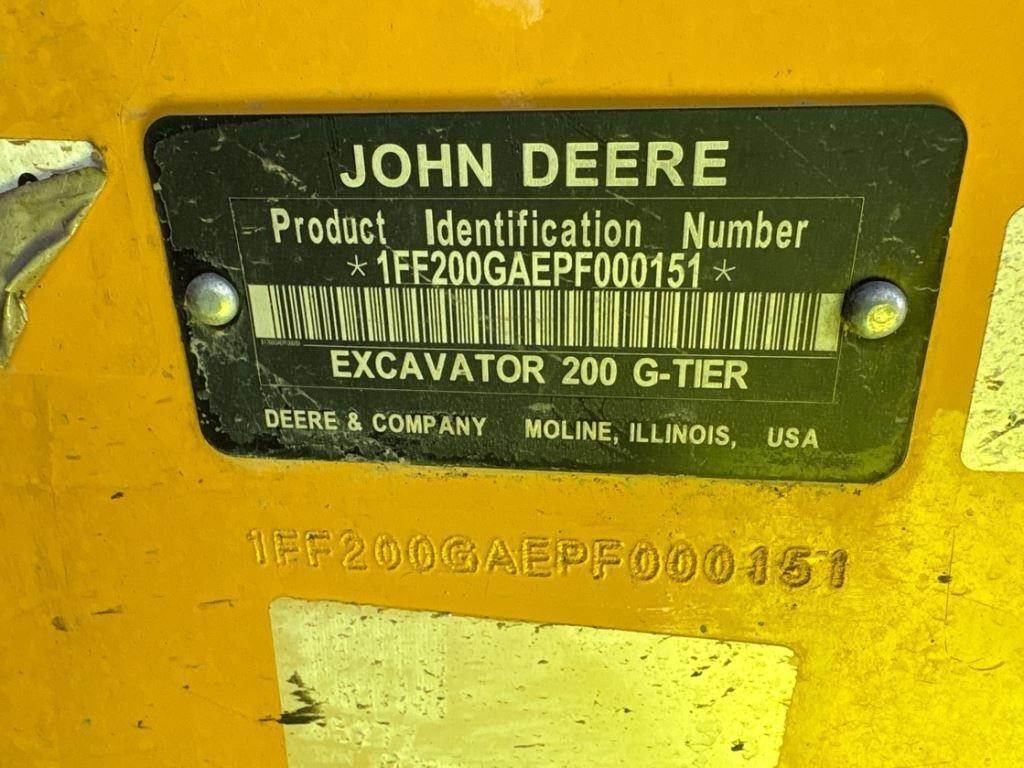 JOHN DEERE
Product Identification Number
*1FF200GAEPF000151*
EXCAVATOR 200 G-TIER
DEERE & COMPANY MOLINE, ILLINOIS, USA
1FF200GAEPF000151